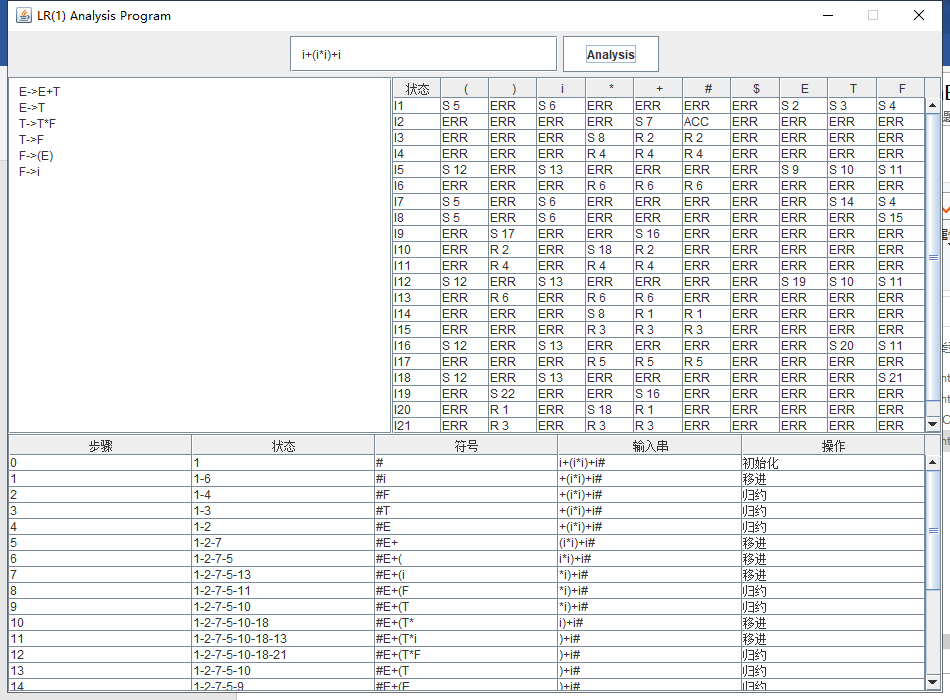 LR(1) Analysis Program
i+(i*i)+i
Analysis
E->E+T
E->T
T->T*F
T->F
F->(E)
F->i
状态 ( ) i * + # $ E T F
I1 S 5 ERR S 6 ERR ERR ERR ERR S 2 S 3 S 4
I2 ERR ERR ERR ERR S 7 ACC ERR ERR ERR ERR
I3 ERR ERR ERR S 8 R 2 R 2 ERR ERR ERR ERR
I4 ERR ERR ERR R 4 R 4 R 4 ERR ERR ERR ERR
I5 S 12 ERR S 13 ERR ERR ERR ERR S 9 S 10 S 11
I6 ERR ERR ERR R 6 R 6 R 6 ERR ERR ERR ERR
I7 S 5 ERR S 6 ERR ERR ERR ERR ERR S 14 S 4
I8 S 5 ERR S 6 ERR ERR ERR ERR ERR ERR S 15
I9 ERR S 17 ERR ERR S 16 ERR ERR ERR ERR ERR
I10 ERR R 2 ERR S 18 R 2 ERR ERR ERR ERR ERR
I11 ERR R 4 ERR R 4 R 4 ERR ERR ERR ERR ERR
I12 S 12 ERR S 13 ERR ERR ERR ERR S 19 S 10 S 11
I13 ERR R 6 ERR R 6 R 6 ERR ERR ERR ERR ERR
I14 ERR ERR ERR S 8 R 1 R 1 ERR ERR ERR ERR
I15 ERR ERR ERR R 3 R 3 R 3 ERR ERR ERR ERR
I16 S 12 ERR S 13 ERR ERR ERR ERR ERR S 20 S 11
I17 ERR ERR ERR R 5 R 5 R 5 ERR ERR ERR ERR
I18 S 12 ERR S 13 ERR ERR ERR ERR ERR ERR S 21
I19 ERR S 22 ERR ERR S 16 ERR ERR ERR ERR ERR
I20 ERR R 1 ERR S 18 R 1 ERR ERR ERR ERR ERR
I21 ERR R 3 ERR R 3 R 3 ERR ERR ERR ERR ERR
步骤 状态 符号 输入串 操作
0 1 # i+(i*i)+i# 初始化
1 1-6 #i +(i*i)+i# 移进
2 1-4 #F +(i*i)+i# 归约
3 1-3 #T +(i*i)+i# 归约
4 1-2 #E +(i*i)+i# 归约
5 1-2-7 #E+ (i*i)+i# 移进
6 1-2-7-5 #E+( i*i)+i# 移进
7 1-2-7-5-13 #E+(i *i)+i# 移进
8 1-2-7-5-11 #E+(F *i)+i# 归约
9 1-2-7-5-10 #E+(T *i)+i# 归约
10 1-2-7-5-10-18 #E+(T* i)+i# 移进
11 1-2-7-5-10-18-13 #E+(T*i )+i# 移进
12 1-2-7-5-10-18-21 #E+(T*F )+i# 归约
13 1-2-7-5-10 #E+(T )+i# 归约
14 1-2-7-5-9 #E+(E )+i# 归约